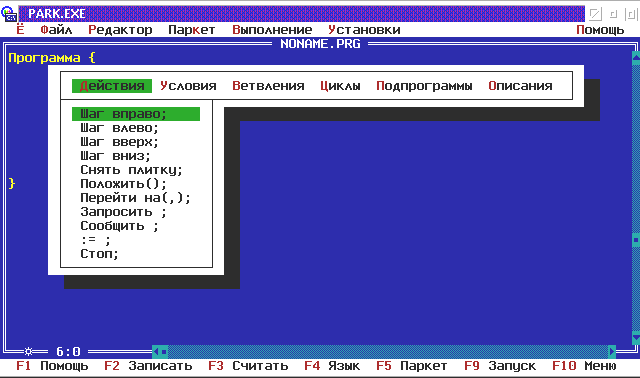 PARK.EXE
Ё Файл Редактор Паркет Выполнение Установки Помощь
NONAME.PRG
Программа {
Действия Условия Ветвления Циклы Подпрограммы Описания
Шаг вправо;
Шаг влево;
Шаг вверх;
Шаг вниз;
Снять плитку;
Положить();
Перейти на(,);
Запросить ;
Сообщить ;
:= ;
Стоп;
}
6:0
F1 Помощь F2 Записать F3 Считать F4 Язык F5 Паркет F9 Запуск F10 Меню